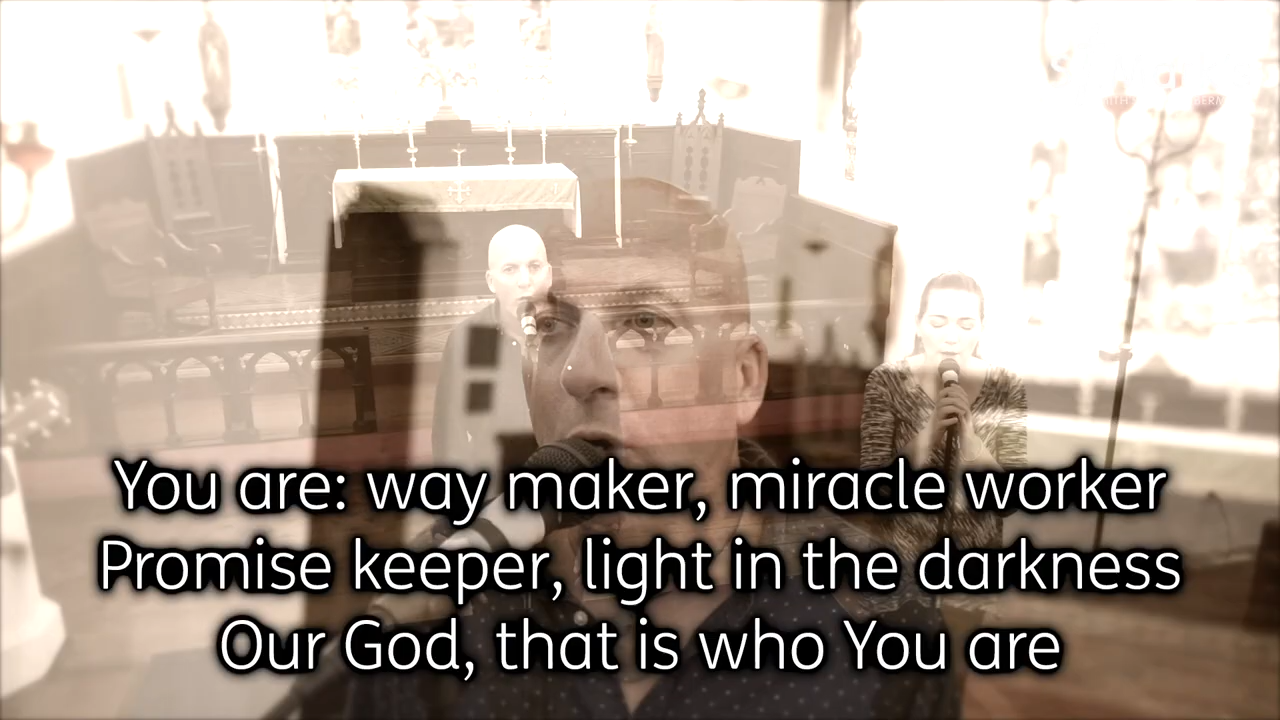 You are: way maker, miracle worker
Promise keeper, light in the darkness
Our God, that is who You are